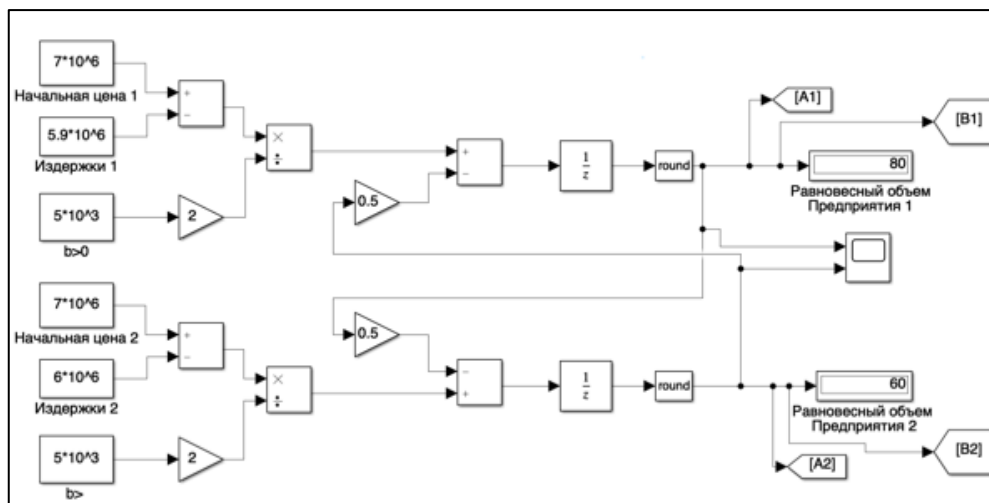 7*10^6
Начальная цена 1
+
−
5.9*10^6
Издержки 1
×
÷
5*10^3
2
b>0
+
−
0.5
1
z
round
[A1]
[B1]
80
Равновесный объем
Предприятия 1
7*10^6
Начальная цена 2
+
−
6*10^6
Издержки 2
×
÷
5*10^3
2
b>
0.5
−
+
1
z
round
60
Равновесный объем
Предприятия 2
[A2]
[B2]